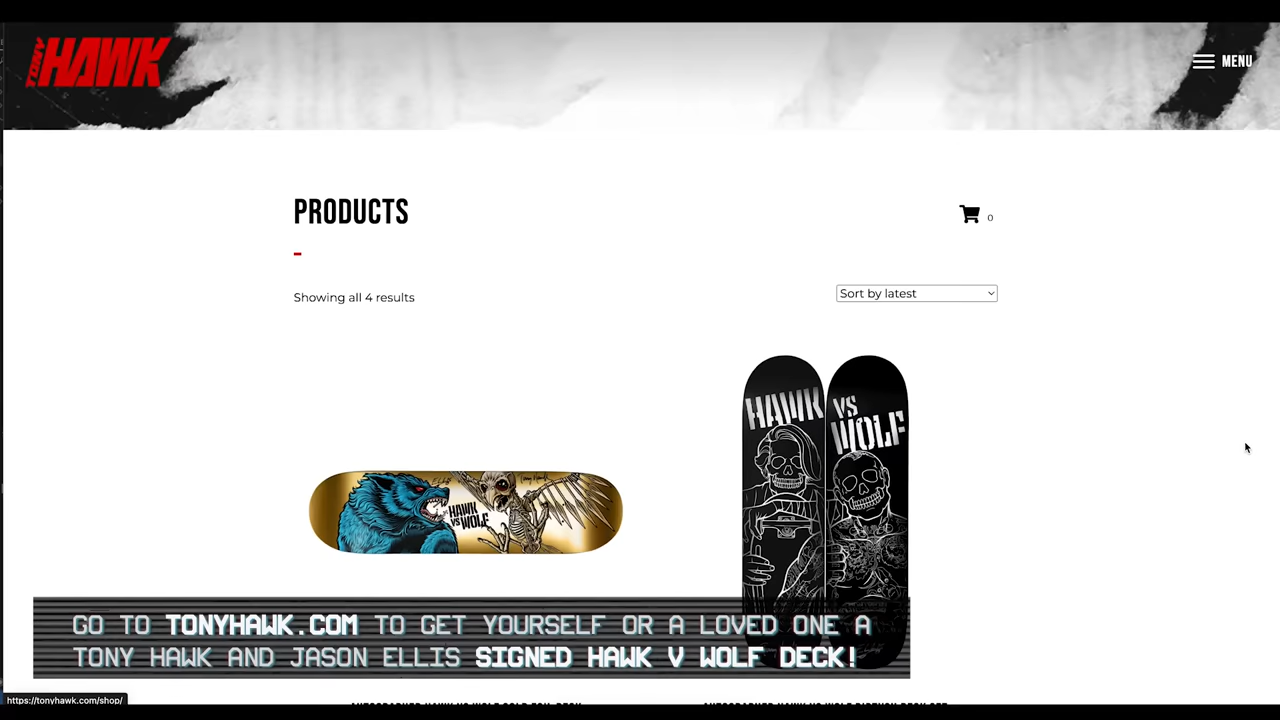 TONY HAWK
MENU
PRODUCTS
0
Showing all 4 results
Sort by latest
HAWK
VS
WOLF
HAWK
VS
WOLF
GO TO TONYHAWK.COM TO GET YOURSELF OR A LOVED ONE A
TONY HAWK AND JASON ELLIS SIGNED HAWK V WOLF DECK!
https://tonyhawk.com/shop/